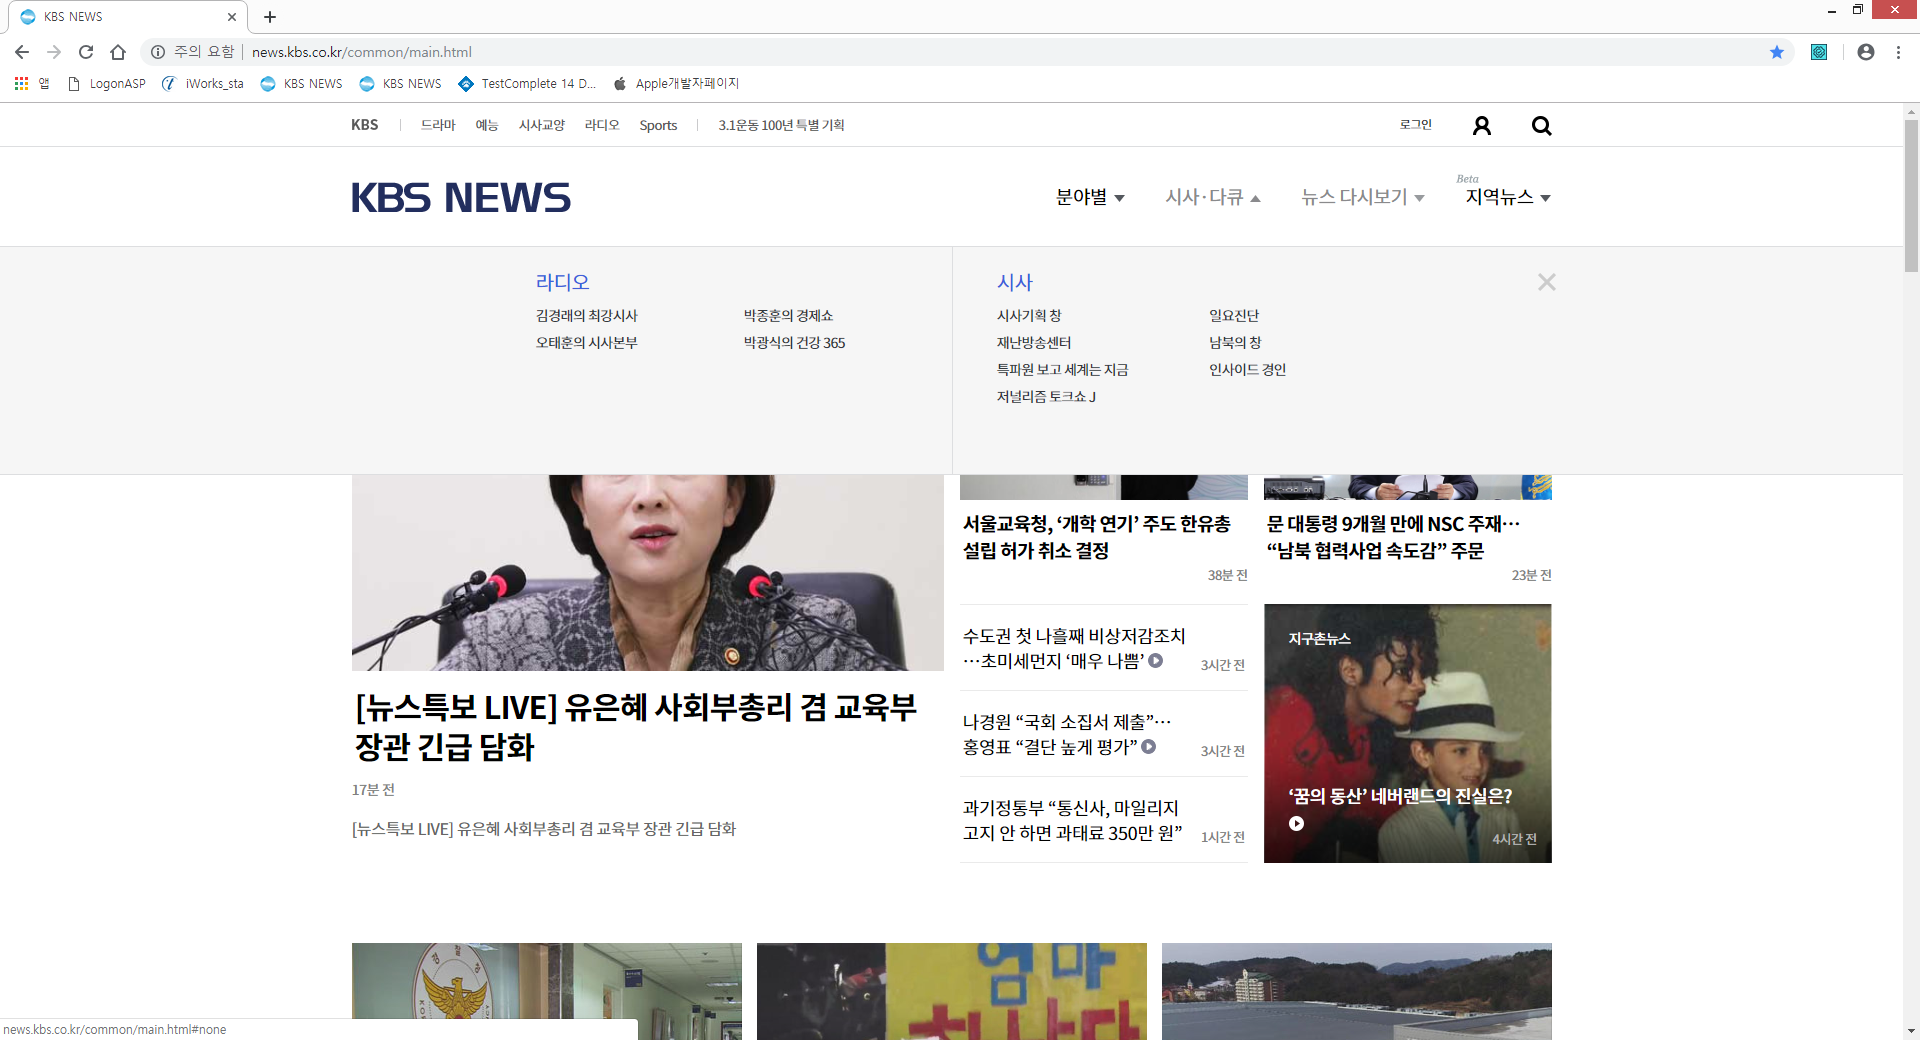 KBS NEWS
주의 요함
news.kbs.co.kr/common/main.html
앱
LogonASP
iWorks_sta
KBS NEWS
KBS NEWS
TestComplete 14 D...
Apple개발자페이지
KBS
드라마
예능
시사교양
라디오
Sports
3.1운동 100년 특별 기획
로그인
KBS NEWS
분야별
시사·다큐
뉴스 다시보기
Beta
지역뉴스
라디오
김경래의 최강시사
박종훈의 경제쇼
오태훈의 시사본부
박광식의 건강 365
시사
시사기획 창
일요진단
재난방송센터
남북의 창
특파원 보고 세계는 지금
인사이드 경인
저널리즘 토크쇼 J
[뉴스특보 LIVE] 유은혜 사회부총리 겸 교육부
장관 긴급 담화
17분 전
[뉴스특보 LIVE] 유은혜 사회부총리 겸 교육부 장관 긴급 담화
서울교육청, ‘개학 연기’ 주도 한유총
설립 허가 취소 결정
38분 전
문 대통령 9개월 만에 NSC 주재…
“남북 협력사업 속도감” 주문
23분 전
수도권 첫 나흘째 비상저감조치
…초미세먼지 ‘매우 나쁨’
3시간 전
나경원 “국회 소집서 제출”…
홍영표 “결단 높게 평가”
3시간 전
과기정통부 “통신사, 마일리지
고지 안 하면 과태료 350만 원”
1시간 전
지구촌뉴스
‘꿈의 동산’ 네버랜드의 진실은?
4시간 전
엄마
news.kbs.co.kr/common/main.html#none